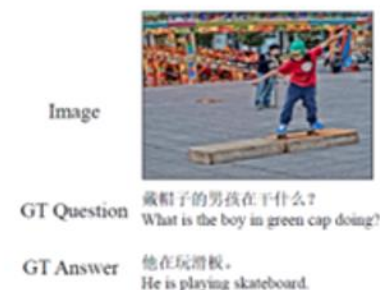 Image
GT Question
戴帽子的男孩在干什么?
What is the boy in green cap doing?
GT Answer
他在玩滑板。
He is playing skateboard.